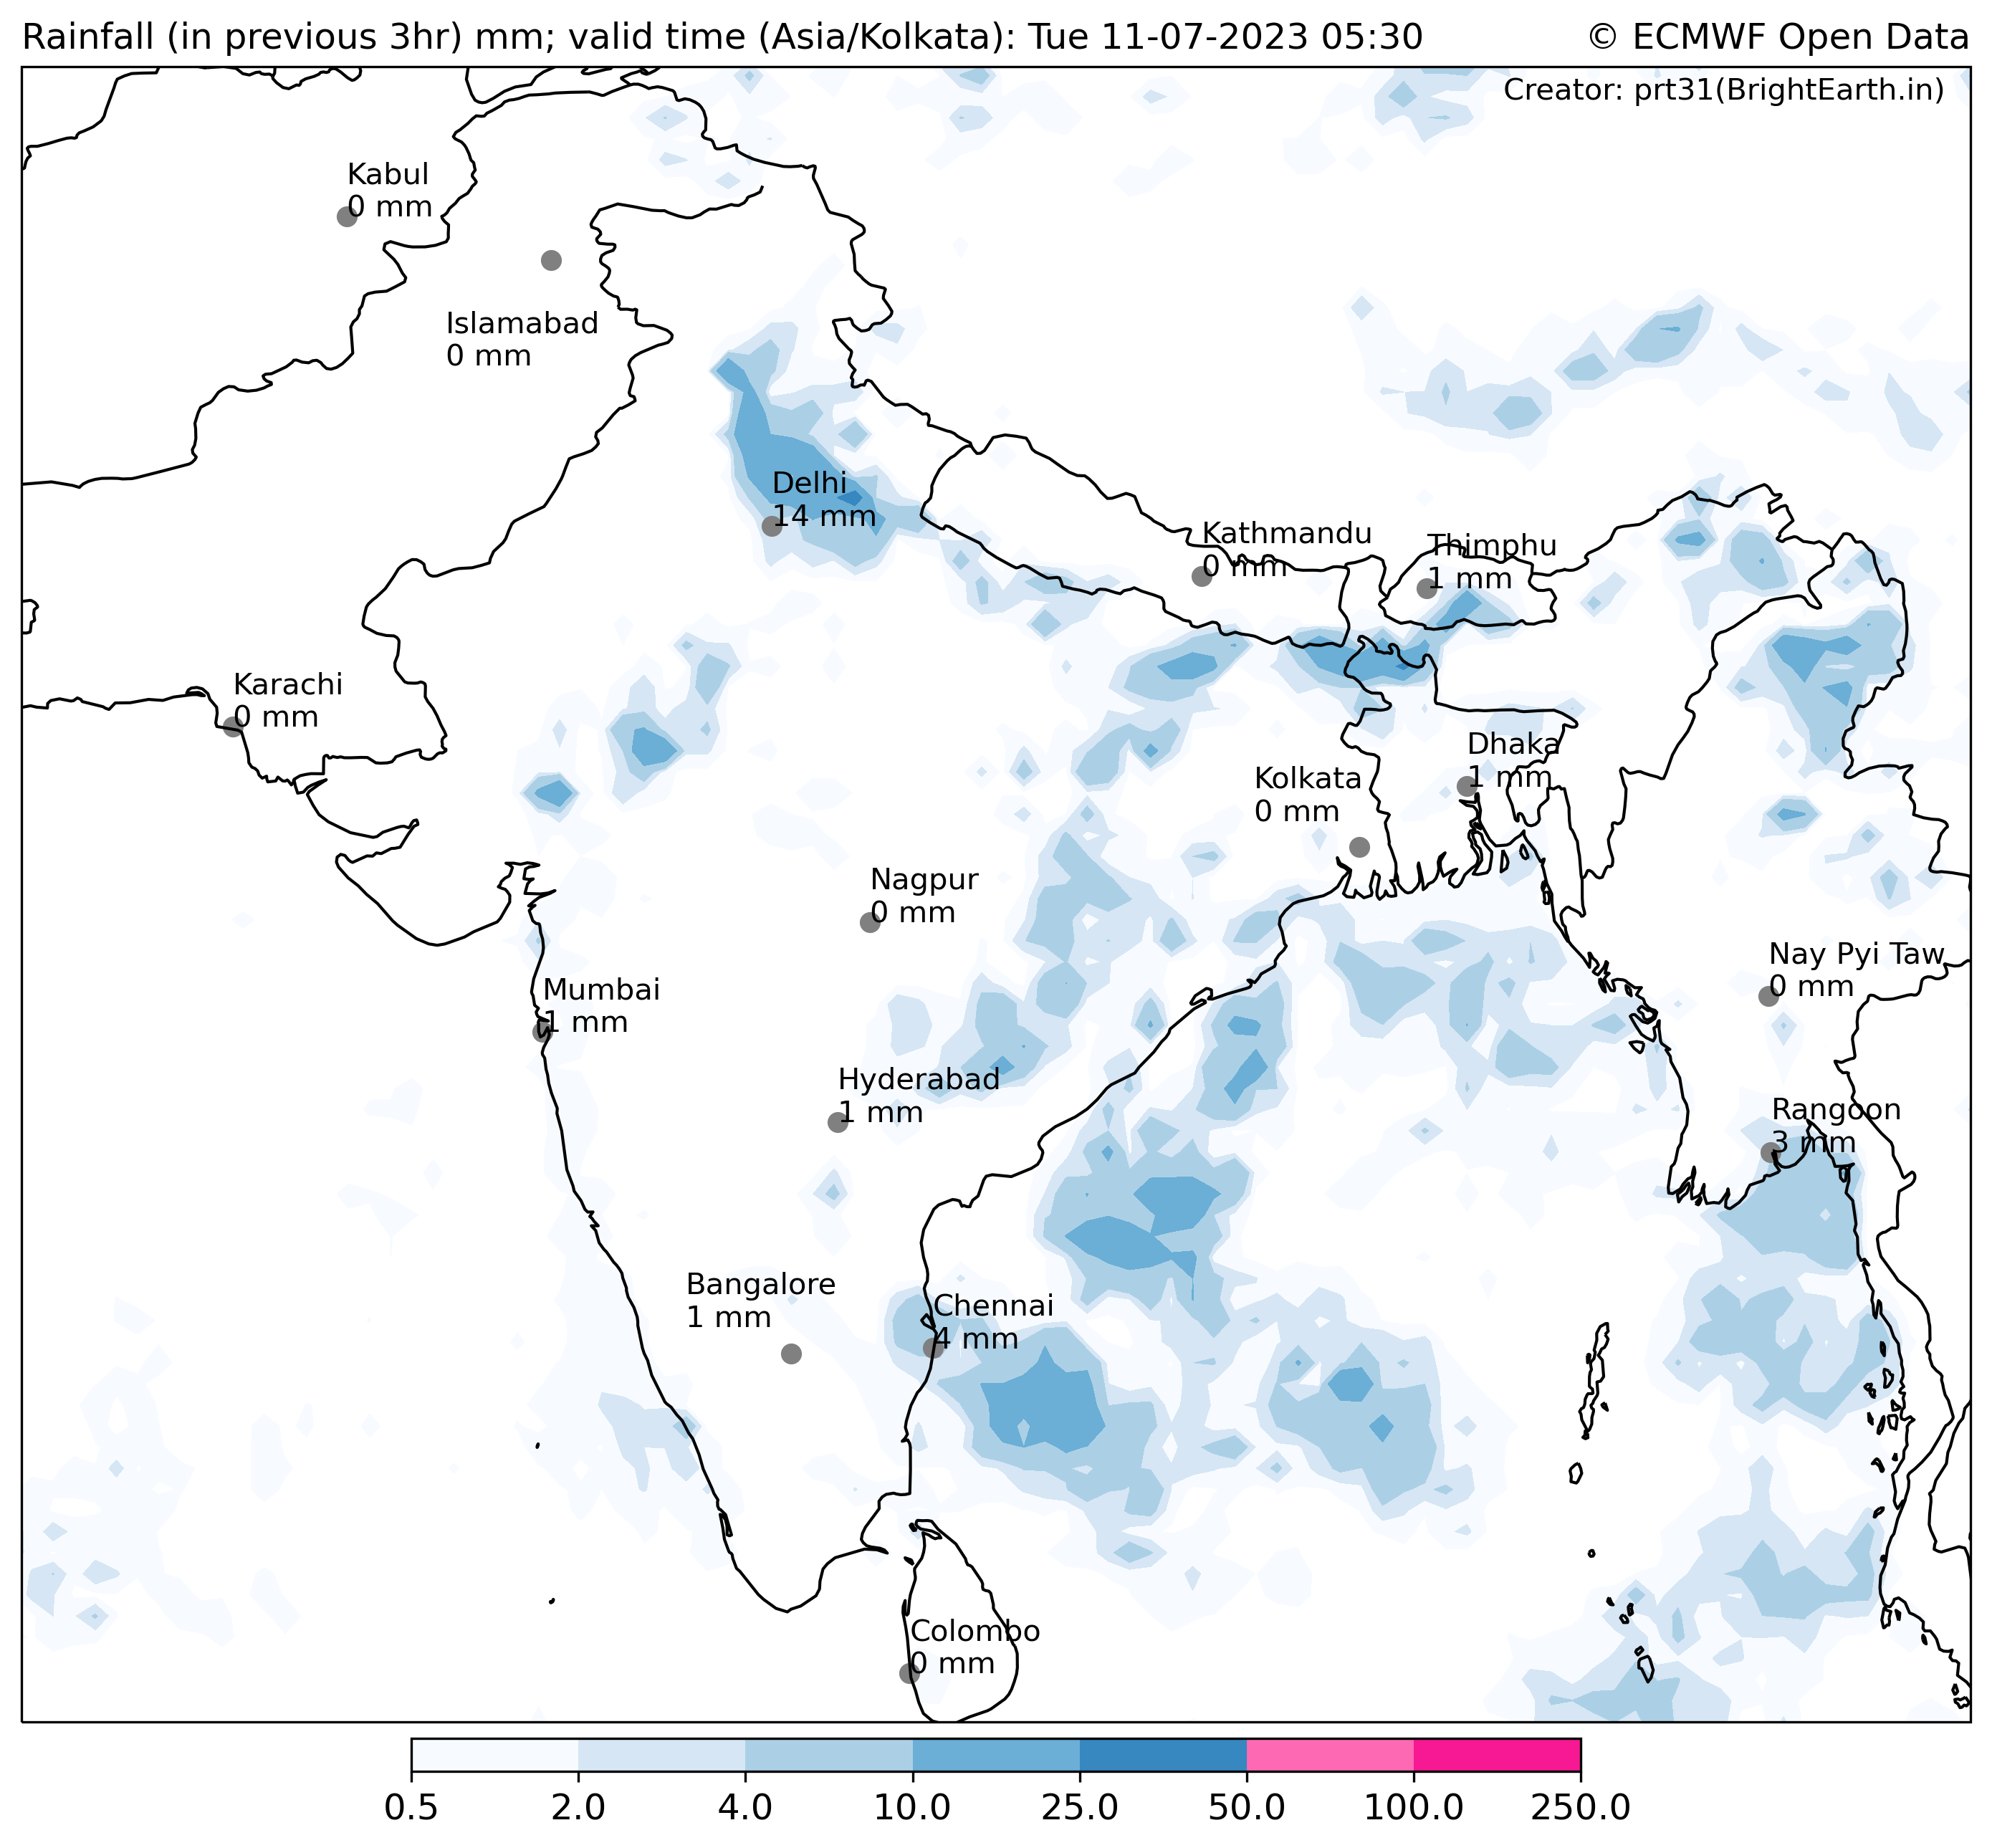 Rainfall (in previous 3hr) mm; valid time (Asia/Kolkata): Tue 11-07-2023 05:30
© ECMWF Open Data
Creator: prt31(BrightEarth.in)
Kabul
0 mm
Islamabad
0 mm
Delhi
14 mm
Kathmandu
0 mm
Thimphu
1 mm
Karachi
0 mm
Dhaka
1 mm
Kolkata
0 mm
Nagpur
0 mm
Nay Pyi Taw
0 mm
Mumbai
1 mm
Hyderabad
1 mm
Rangoon
3 mm
Bangalore
1 mm
Chennai
4 mm
Colombo
0 mm
0.5 2.0 4.0 10.0 25.0 50.0 100.0 250.0